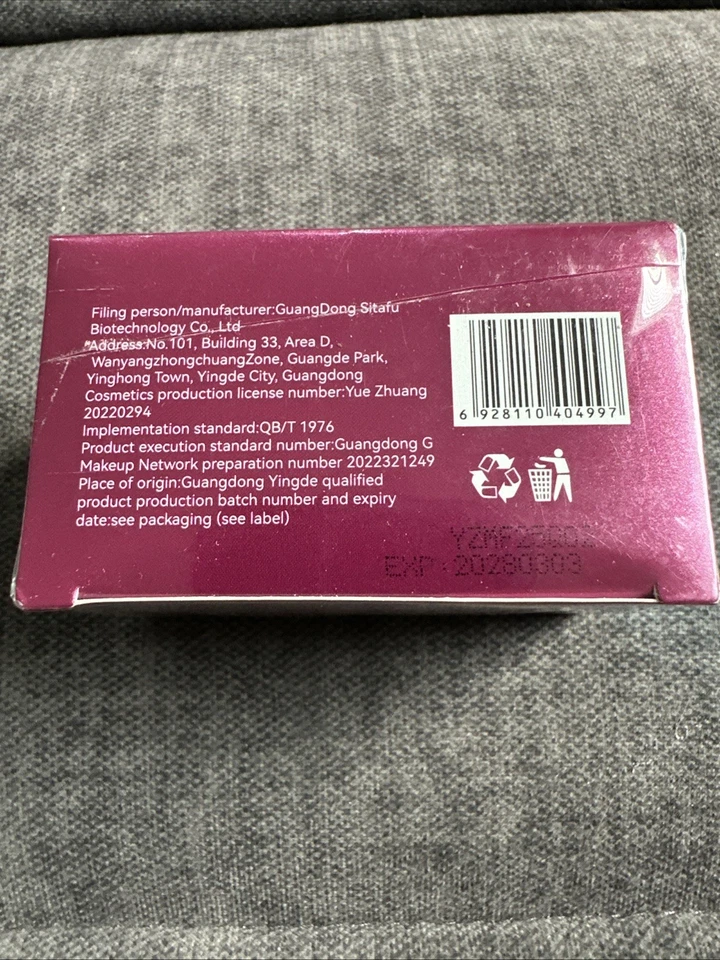 Filing person/manufacturer:GuangDong Sitafu
Biotechnology Co., Ltd
*Address:No.101, Building 33, Area D,
WanyangzhongchuangZone, Guangde Park,
Yinghong Town, Yingde City, Guangdong
Cosmetics production license number:Yue Zhuang
20220294
Implementation standard:QB/T 1976
Product execution standard number:Guangdong G
Makeup Network preparation number 2022321249
Place of origin:Guangdong Yingde qualified
product production batch number and expiry
date:see packaging (see label)
6 928110 404997
EXP: 20280303